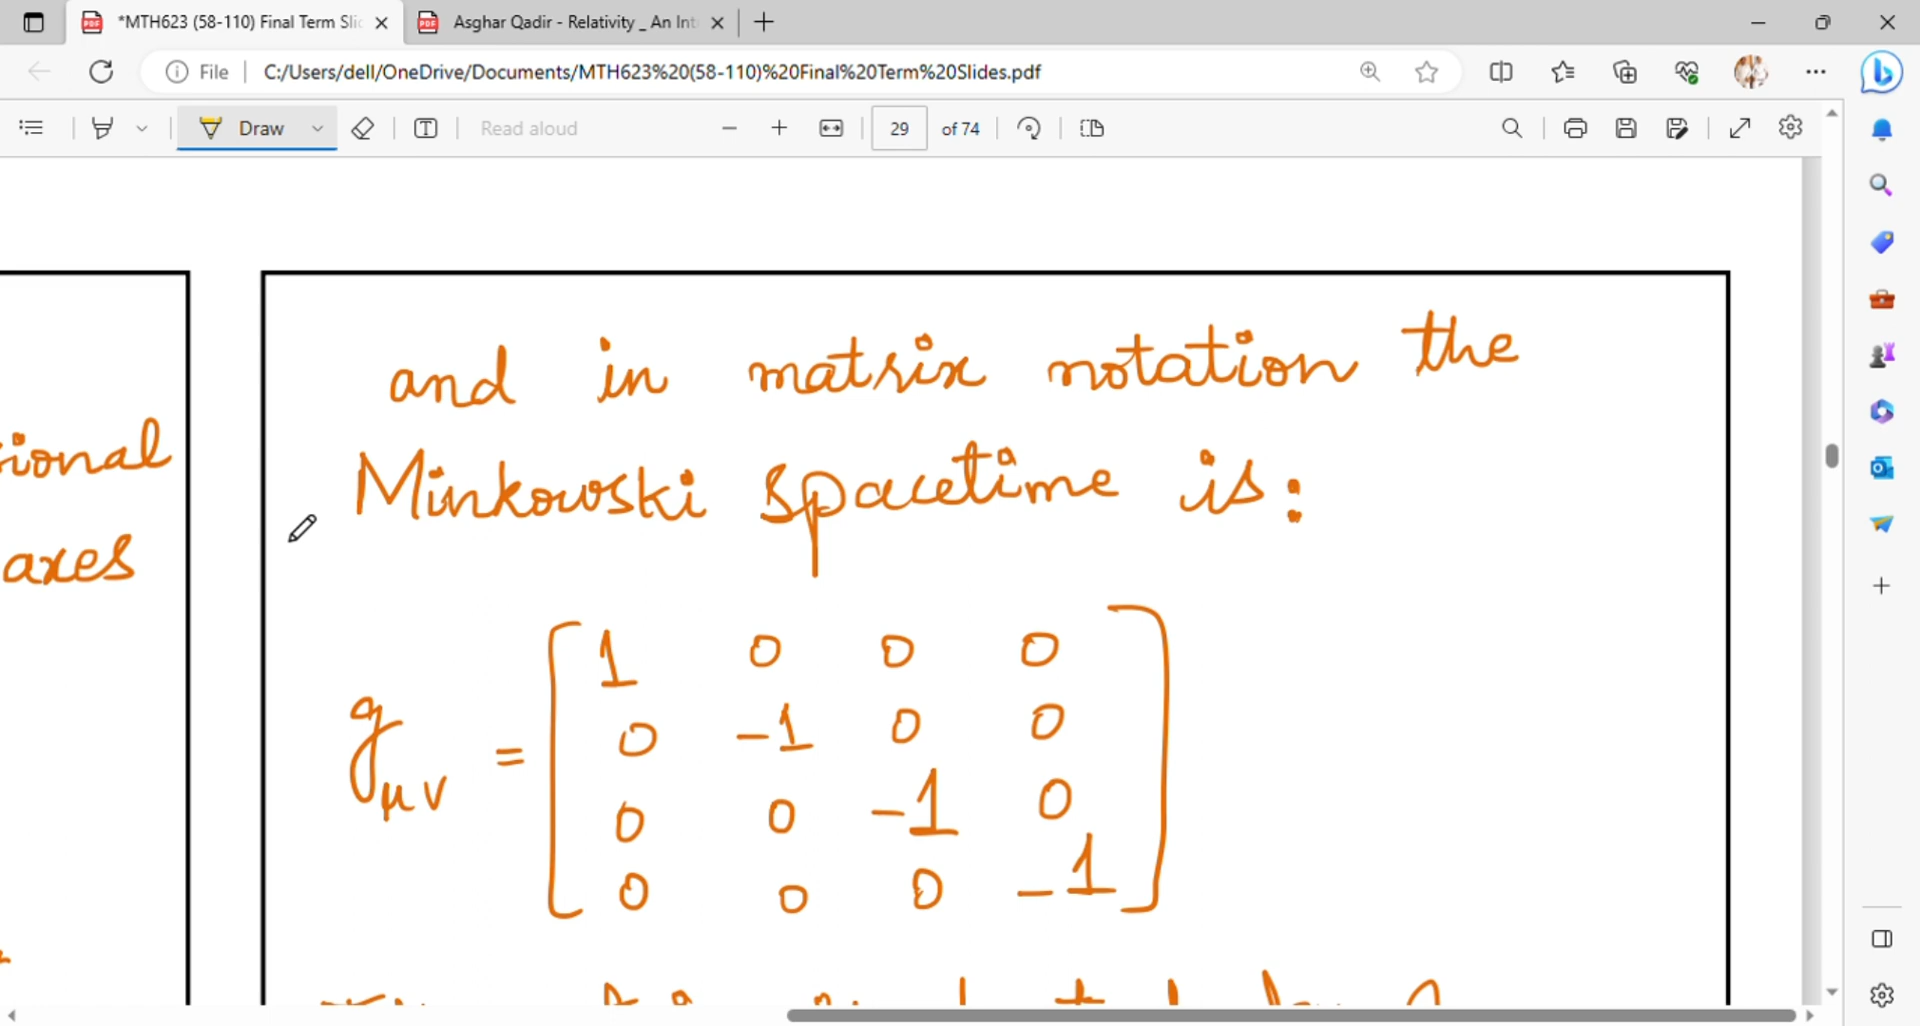 *MTH623 (58-110) Final Term Slic
Asghar Qadir - Relativity _ An Int
File
C:/Users/dell/OneDrive/Documents/MTH623%20(58-110)%20Final%20Term%20Slides.pdf
Draw
Read aloud
29
of 74
ional
axes
and in matrix notation the
Minkowski spacetime is:
gμν = [ 1 0 0 0
0 -1 0 0
0 0 -1 0
0 0 0 -1 ]